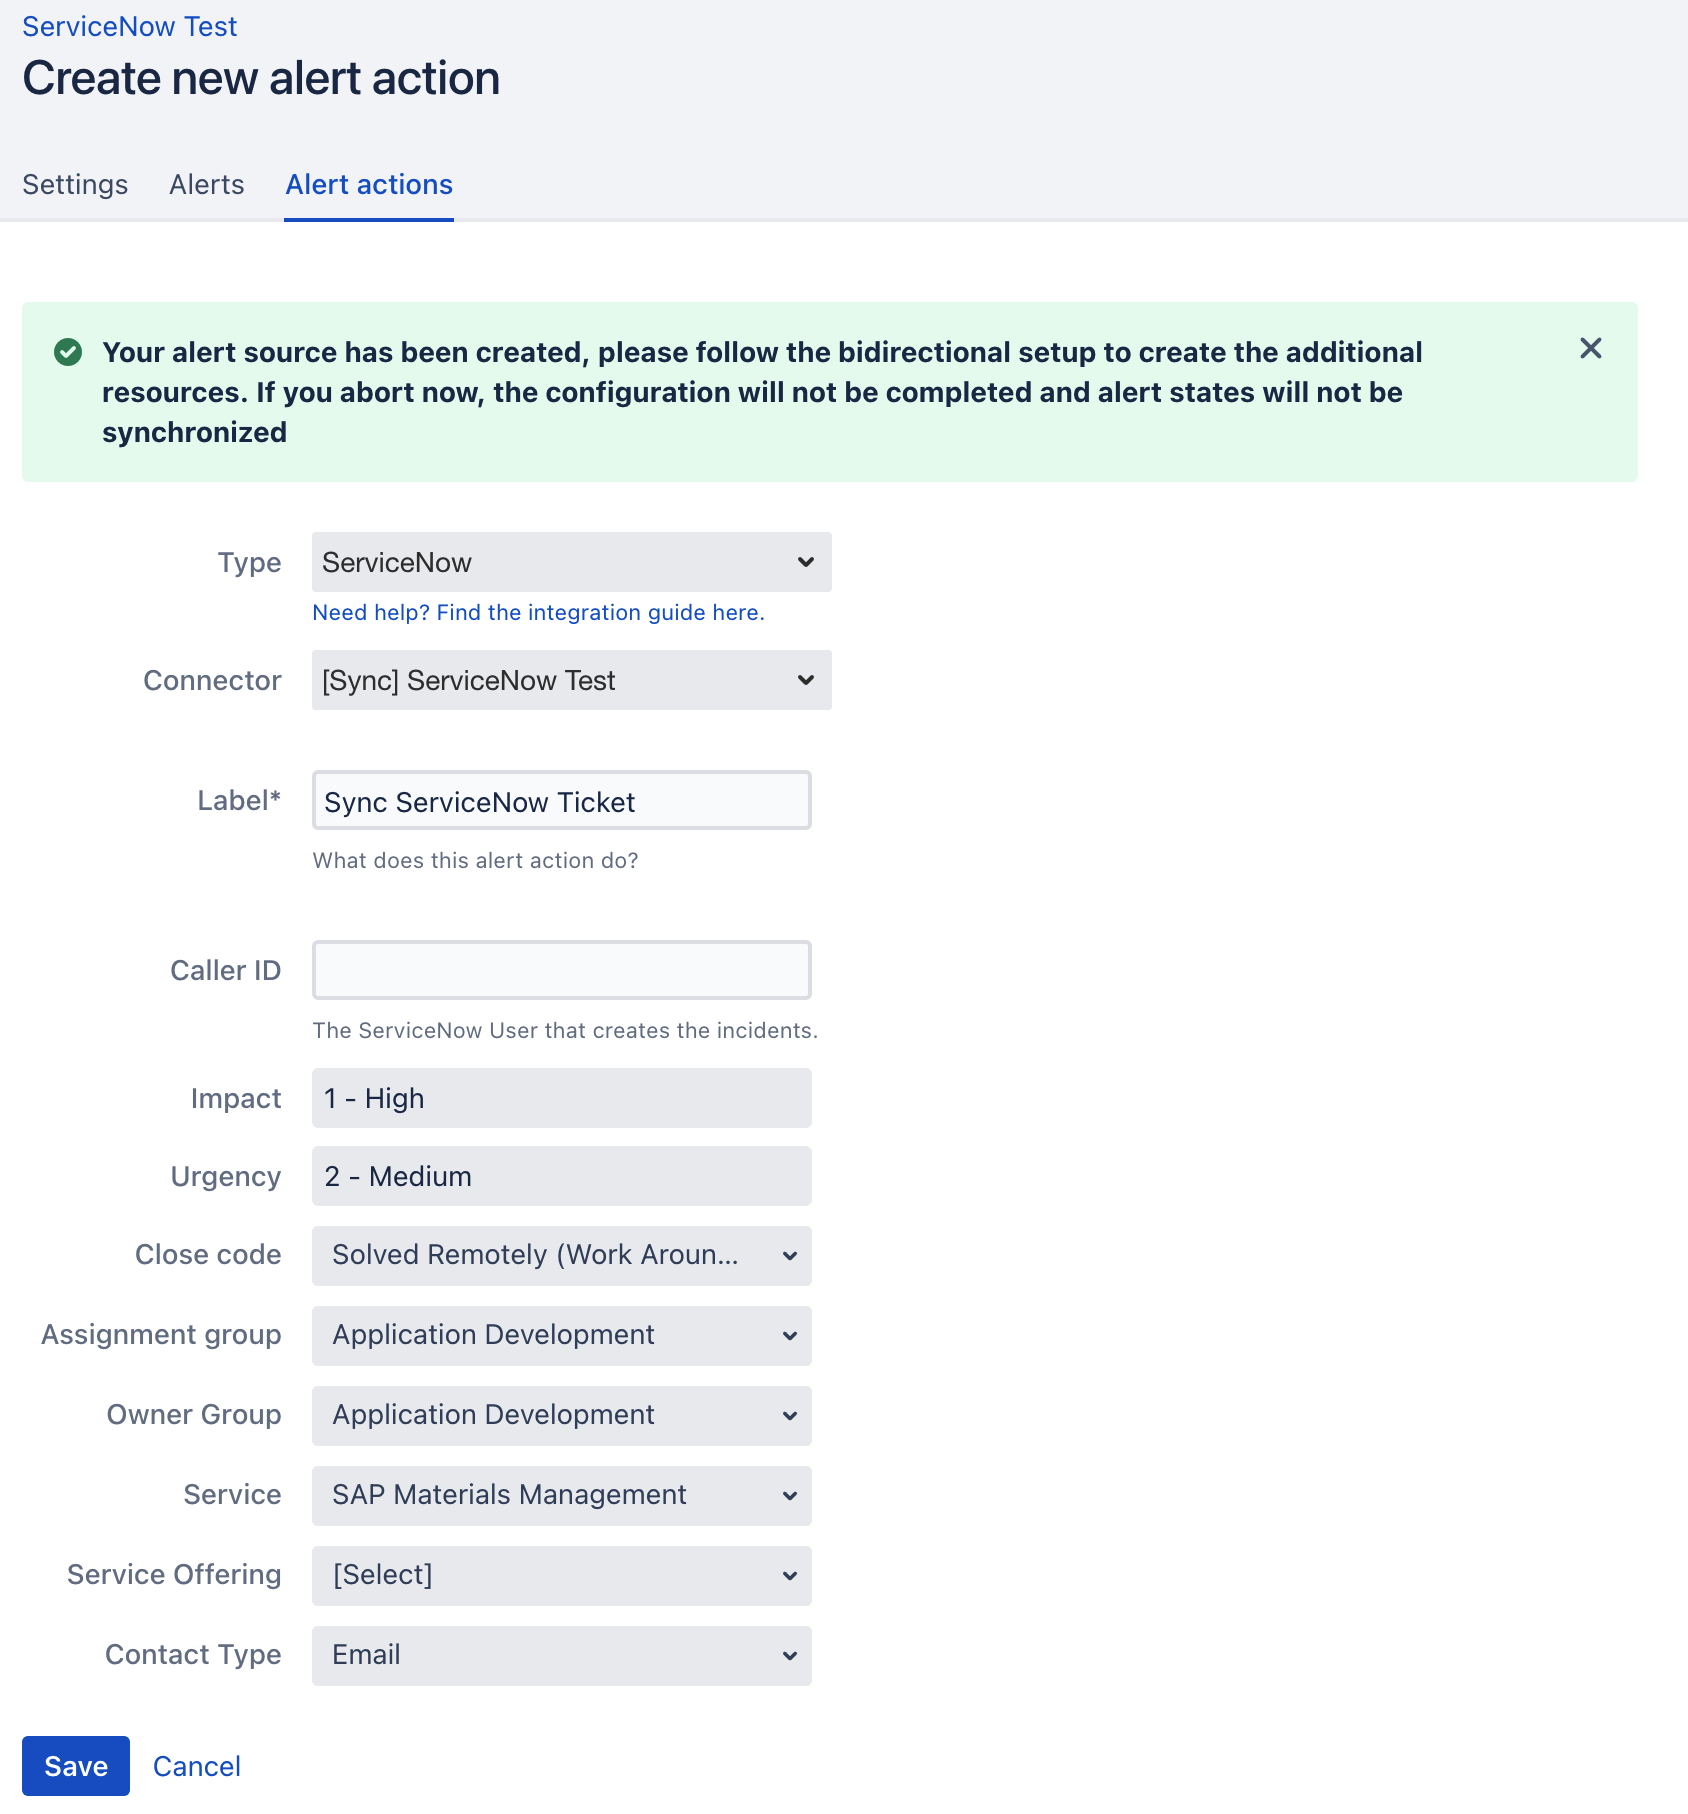 ServiceNow Test
Create new alert action
Settings Alerts Alert actions
Your alert source has been created, please follow the bidirectional setup to create the additional
resources. If you abort now, the configuration will not be completed and alert states will not be
synchronized
Type ServiceNow
Need help? Find the integration guide here.
Connector [Sync] ServiceNow Test
Label* Sync ServiceNow Ticket
What does this alert action do?
Caller ID
The ServiceNow User that creates the incidents.
Impact 1 - High
Urgency 2 - Medium
Close code Solved Remotely (Work Aroun...
Assignment group Application Development
Owner Group Application Development
Service SAP Materials Management
Service Offering [Select]
Contact Type Email
Save Cancel